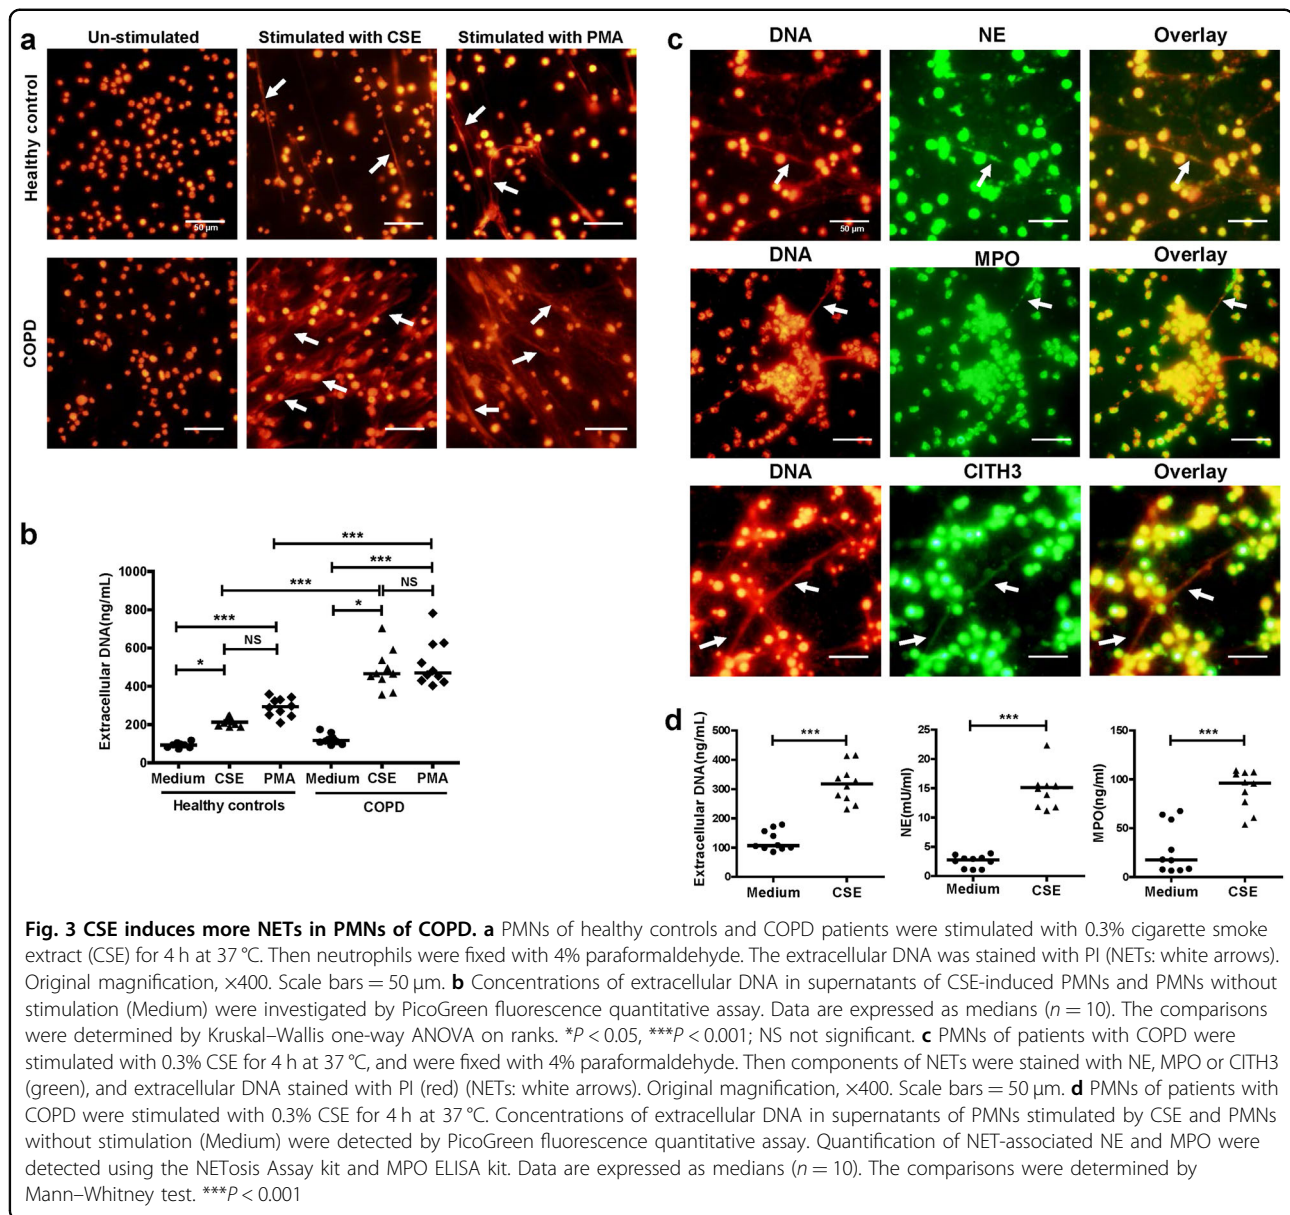 a
Un-stimulated
Stimulated with CSE
Stimulated with PMA
Healthy control
50 µm
COPD
b
Extracellular DNA(ng/mL)
1000
800
600
400
200
0
***
***
***
NS
***
*
NS
*
Medium
CSE
PMA
Medium
CSE
PMA
Healthy controls
COPD
c
DNA
NE
Overlay
50 µm
DNA
MPO
Overlay
DNA
CITH3
Overlay
d
Extracellular DNA(ng/mL)
500
400
300
200
100
0
***
Medium
CSE
NE(mU/ml)
25
20
15
10
5
0
***
Medium
CSE
MPO(ng/ml)
150
100
50
0
***
Medium
CSE
Fig. 3 CSE induces more NETs in PMNs of COPD. a PMNs of healthy controls and COPD patients were stimulated with 0.3% cigarette smoke
extract (CSE) for 4 h at 37 °C. Then neutrophils were fixed with 4% paraformaldehyde. The extracellular DNA was stained with PI (NETs: white arrows).
Original magnification, ×400. Scale bars = 50 µm. b Concentrations of extracellular DNA in supernatants of CSE-induced PMNs and PMNs without
stimulation (Medium) were investigated by PicoGreen fluorescence quantitative assay. Data are expressed as medians (n = 10). The comparisons
were determined by Kruskal–Wallis one-way ANOVA on ranks. *P < 0.05, ***P < 0.001; NS not significant. c PMNs of patients with COPD were
stimulated with 0.3% CSE for 4 h at 37 °C, and were fixed with 4% paraformaldehyde. Then components of NETs were stained with NE, MPO or CITH3
(green), and extracellular DNA stained with PI (red) (NETs: white arrows). Original magnification, ×400. Scale bars = 50 µm. d PMNs of patients with
COPD were stimulated with 0.3% CSE for 4 h at 37 °C. Concentrations of extracellular DNA in supernatants of PMNs stimulated by CSE and PMNs
without stimulation (Medium) were detected by PicoGreen fluorescence quantitative assay. Quantification of NET-associated NE and MPO were
detected using the NETosis Assay kit and MPO ELISA kit. Data are expressed as medians (n = 10). The comparisons were determined by
Mann–Whitney test. ***P < 0.001